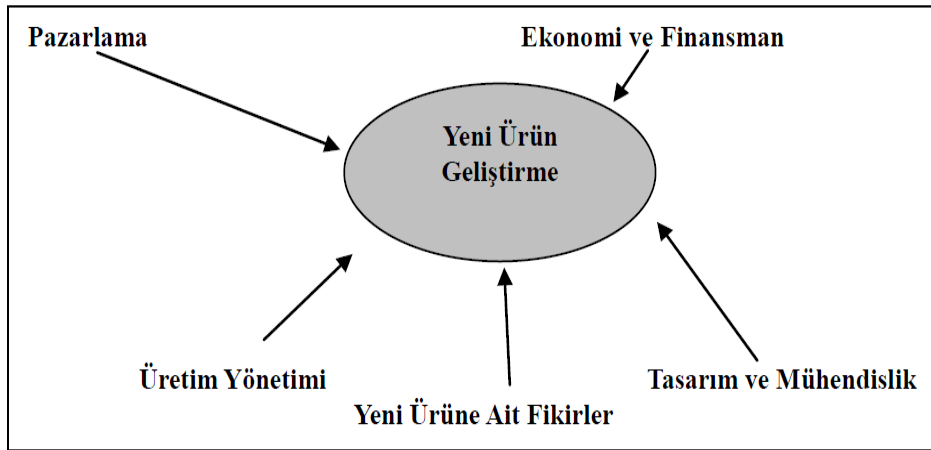 Pazarlama
Ekonomi ve Finansman
Yeni Ürün
Geliştirme
Üretim Yönetimi
Tasarım ve Mühendislik
Yeni Ürüne Ait Fikirler